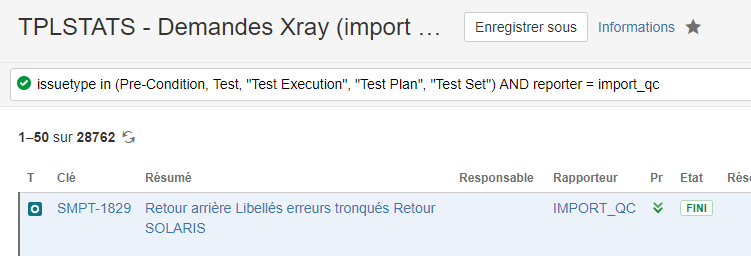 TPLSTATS - Demandes Xray (import ... Enregistrer sous Informations
issuetype in (Pre-Condition, Test, "Test Execution", "Test Plan", "Test Set") AND reporter = import_qc
1–50 sur 28762
T Clé Résumé Responsable Rapporteur Pr Etat Rés
SMPT-1829 Retour arrière Libellés erreurs tronqués Retour IMPORT_QC FINI
SOLARIS